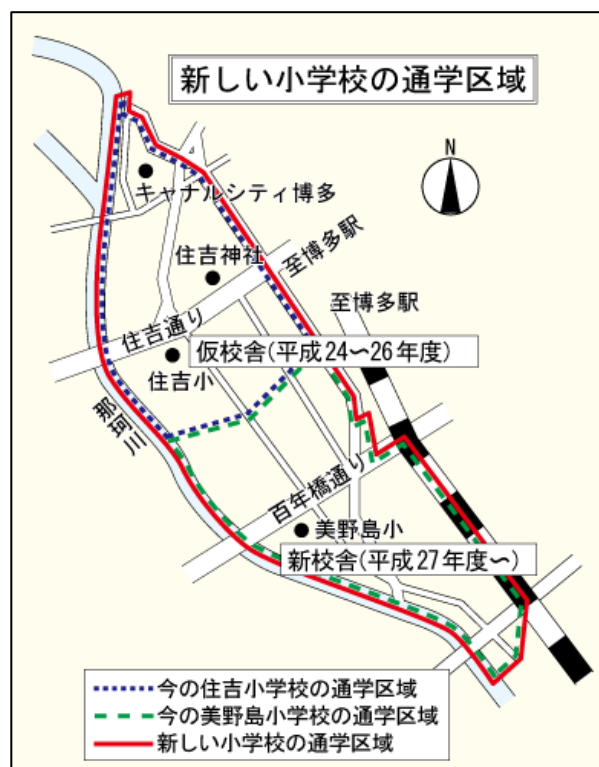 新しい小学校の通学区域
N
キャナルシティ博多
住吉神社
至博多駅
至博多駅
住吉通り
仮校舎(平成24〜26年度)
住吉小
那珂川
百年橋通り
美野島小
新校舎(平成27年度〜)
今の住吉小学校の通学区域
今の美野島小学校の通学区域
新しい小学校の通学区域